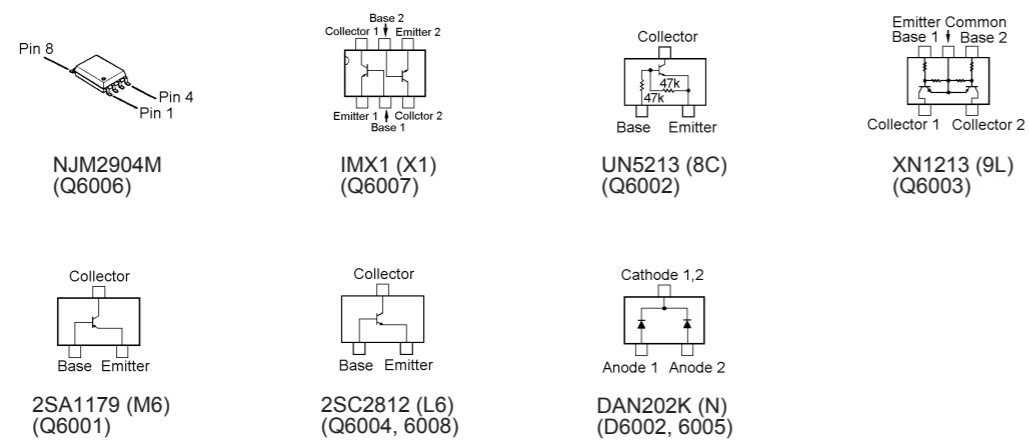 Pin 8
Pin 4
Pin 1
NJM2904M
(Q6006)
Base 2
Collector 1 Emitter 2
Emitter 1 Collctor 2
Base 1
IMX1 (X1)
(Q6007)
Collector
47k
47k
Base Emitter
UN5213 (8C)
(Q6002)
Emitter Common
Base 1 Base 2
Collector 1 Collector 2
XN1213 (9L)
(Q6003)
Collector
Base Emitter
2SA1179 (M6)
(Q6001)
Collector
Base Emitter
2SC2812 (L6)
(Q6004, 6008)
Cathode 1,2
Anode 1 Anode 2
DAN202K (N)
(D6002, 6005)